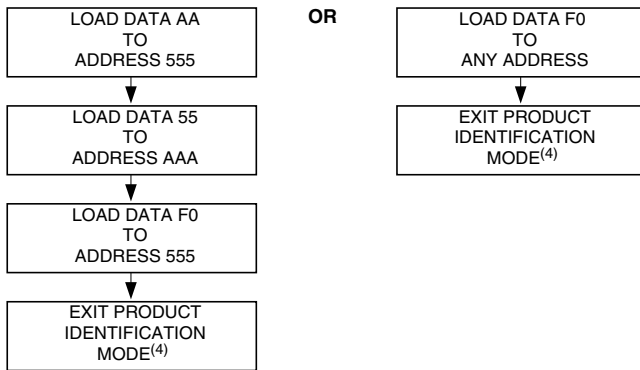 LOAD DATA AA
TO
ADDRESS 555
LOAD DATA 55
TO
ADDRESS AAA
LOAD DATA F0
TO
ADDRESS 555
EXIT PRODUCT
IDENTIFICATION
MODE(4)
OR
LOAD DATA F0
TO
ANY ADDRESS
EXIT PRODUCT
IDENTIFICATION
MODE(4)